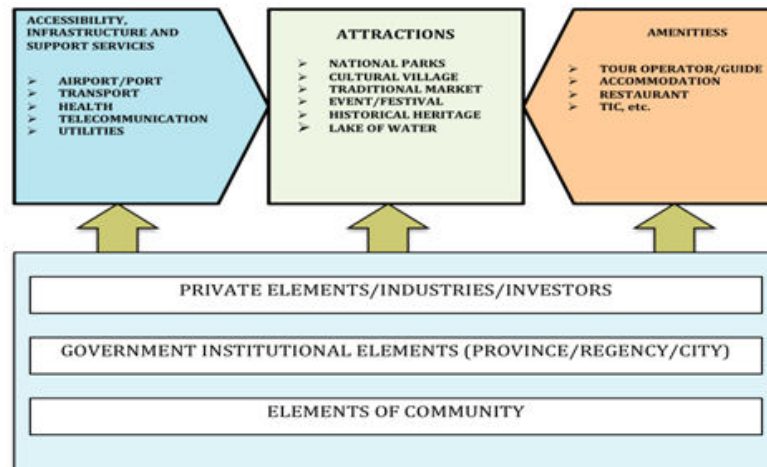 ACCESSIBILITY,
INFRASTRUCTURE AND
SUPPORT SERVICES
➢ AIRPORT/PORT
➢ TRANSPORT
➢ HEALTH
➢ TELECOMMUNICATION
➢ UTILITIES
ATTRACTIONS
➢ NATIONAL PARKS
➢ CULTURAL VILLAGE
➢ TRADITIONAL MARKET
➢ EVENT/FESTIVAL
➢ HISTORICAL HERITAGE
➢ LAKE OF WATER
AMENITIESS
➢ TOUR OPERATOR/GUIDE
➢ ACCOMMODATION
➢ RESTAURANT
➢ TIC, etc.
PRIVATE ELEMENTS/INDUSTRIES/INVESTORS
GOVERNMENT INSTITUTIONAL ELEMENTS (PROVINCE/REGENCY/CITY)
ELEMENTS OF COMMUNITY